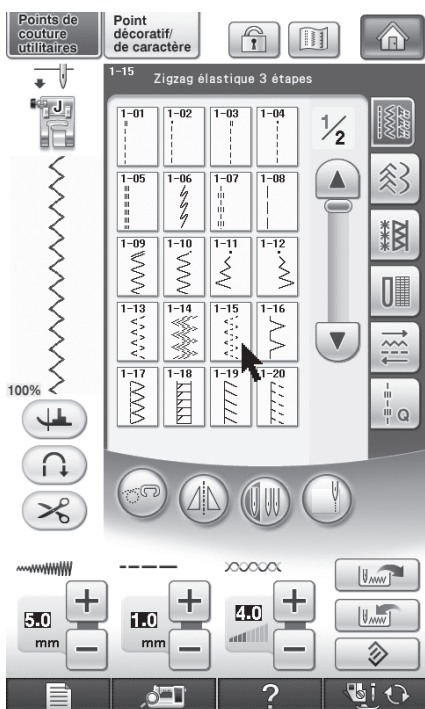 Points de
couture
utilitaires
Point
décoratif/
de caractère
1-15 Zigzag élastique 3 étapes
J
1-01 1-02 1-03 1-04
1/2
1-05 1-06 1-07 1-08
1-09 1-10 1-11 1-12
1-13 1-14 1-15 1-16
1-17 1-18 1-19 1-20
100%
Q
5.0
mm
1.0
mm
4.0
?